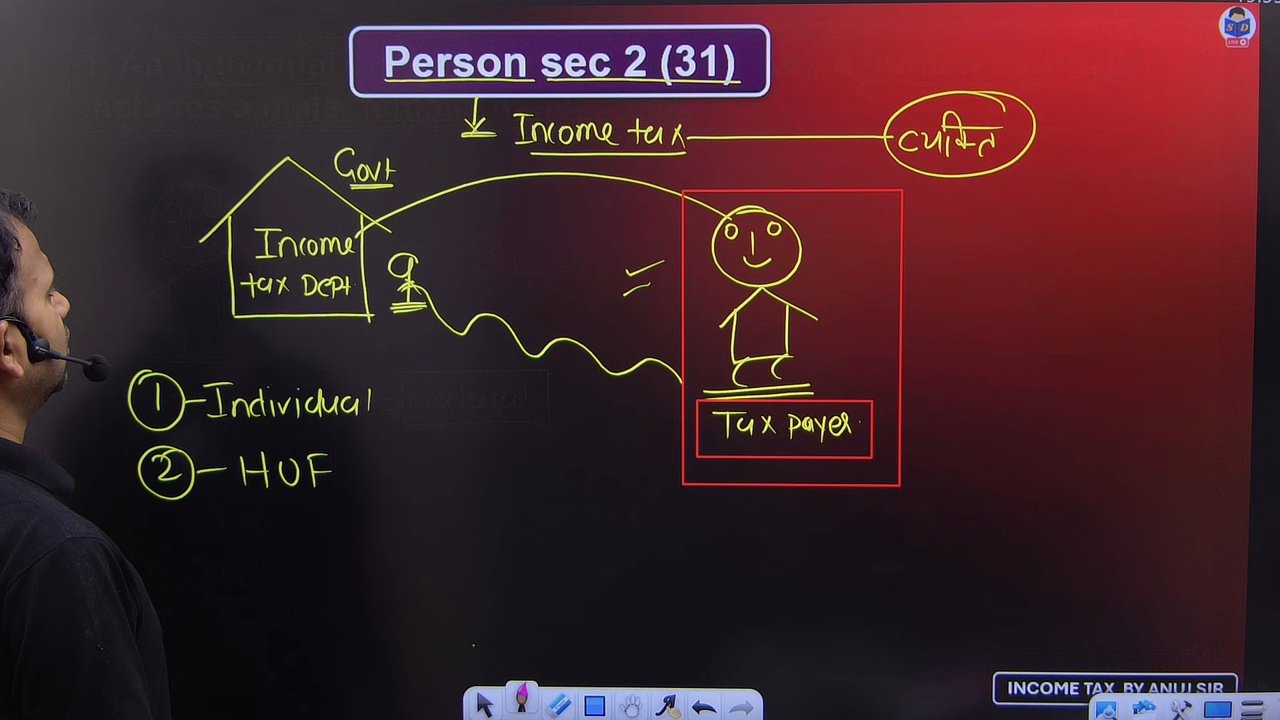 Person sec 2 (31)
Income tax
व्यक्ति
Govt
Income
tax Dept.
1 - Individual
2 - HUF
Tax payer
INCOME TAX BY ANUJ SIR